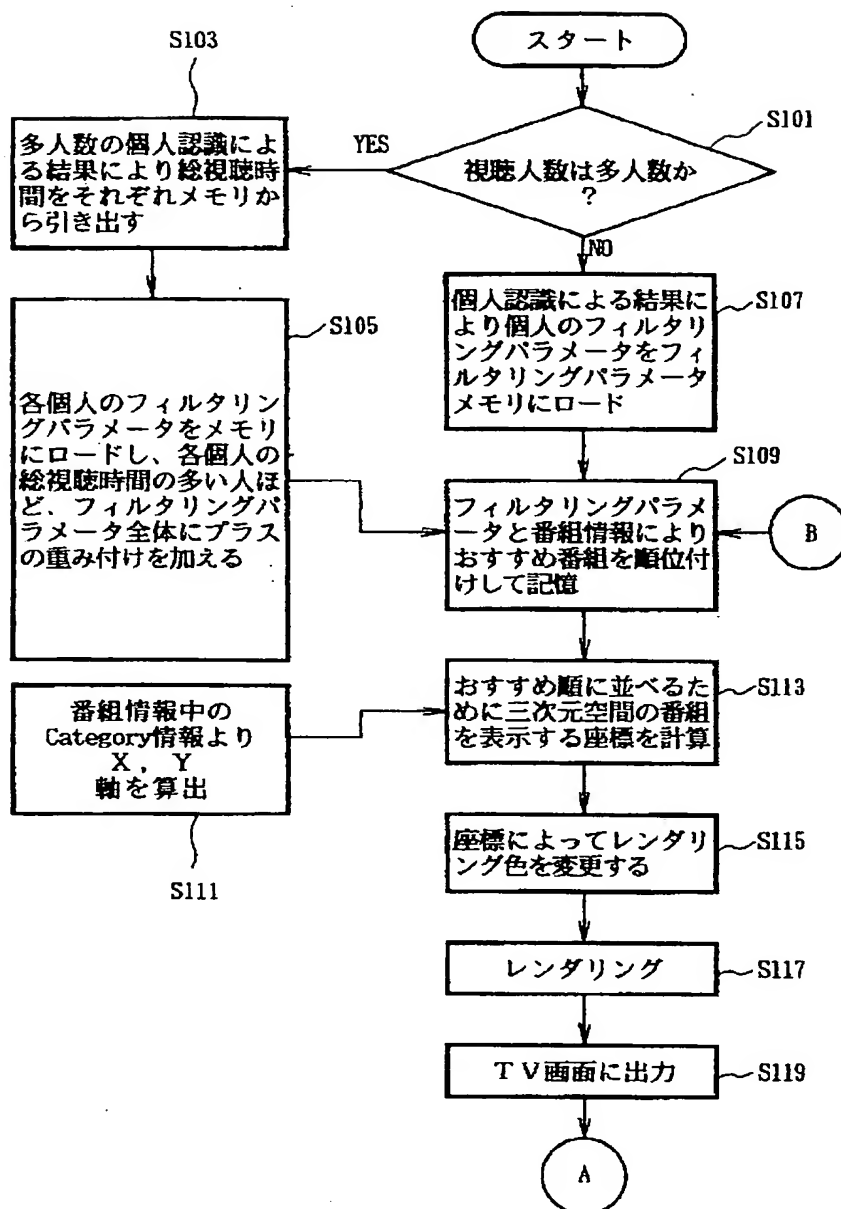 スタート
S101
視聴人数は多人数か
?
YES
NO
S103
多人数の個人認識によ
る結果により総視聴時
間をそれぞれメモリか
ら引き出す
S105
各個人のフィルタリン
グパラメータをメモリ
にロードし、各個人の
総視聴時間の多い人ほ
ど、フィルタリングパ
ラメータ全体にプラス
の重み付けを加える
S107
個人認識による結果に
より個人のフィルタリ
ングパラメータをフィ
ルタリングパラメータ
メモリにロード
S109
フィルタリングパラメ
ータと番組情報により
おすすめ番組を順位付
けして記憶
B
番組情報中の
Category情報より
X , Y
軸を算出
S111
おすすめ順に並べるた
めに三次元空間の番組
を表示する座標を計算
S113
座標によってレンダリ
ング色を変更する
S115
レンダリング
S117
TV画面に出力
S119
A